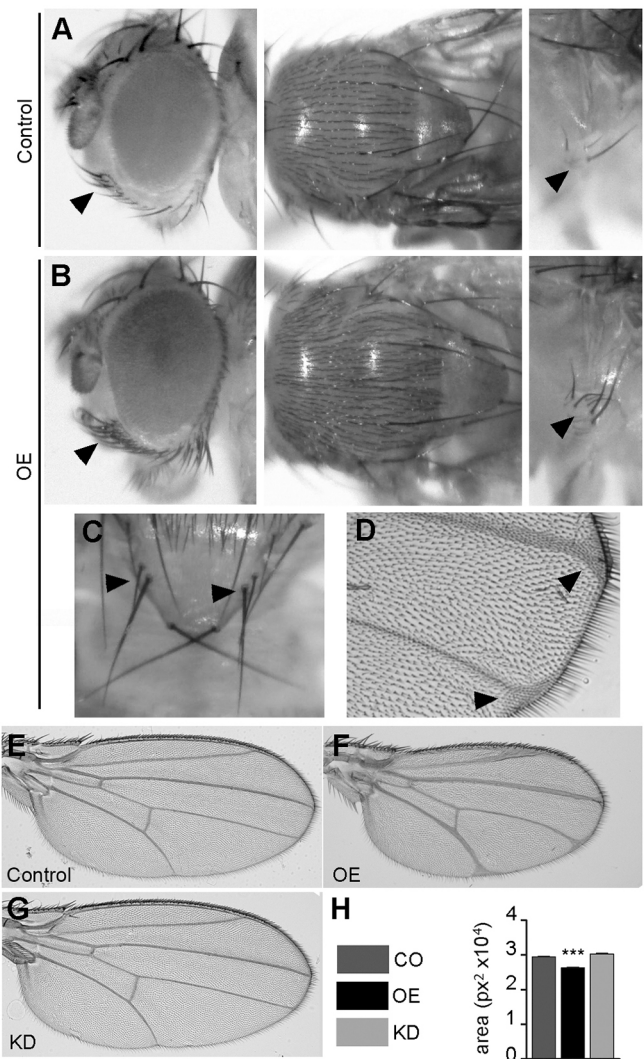 A
Control
B
OE
C
D
E
Control
F
OE
G
KD
H
CO
OE
KD
area (px² x10⁴)
4
3
2
1
0
***